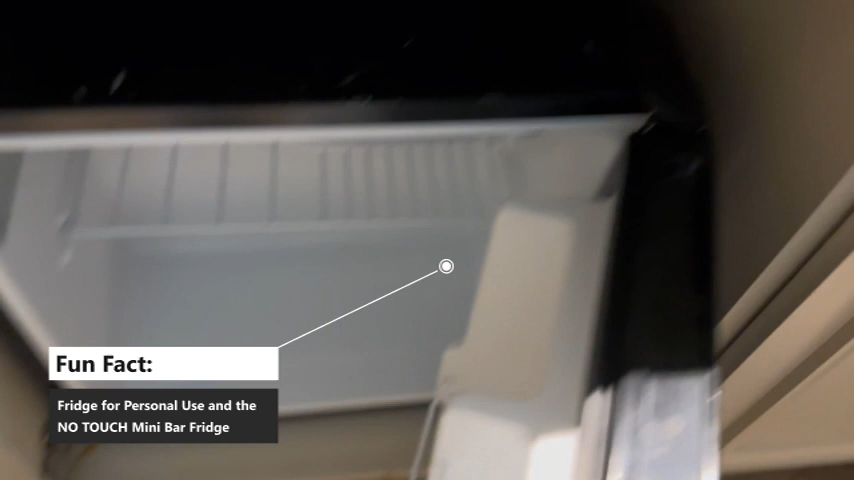 Fun Fact:
Fridge for Personal Use and the
NO TOUCH Mini Bar Fridge